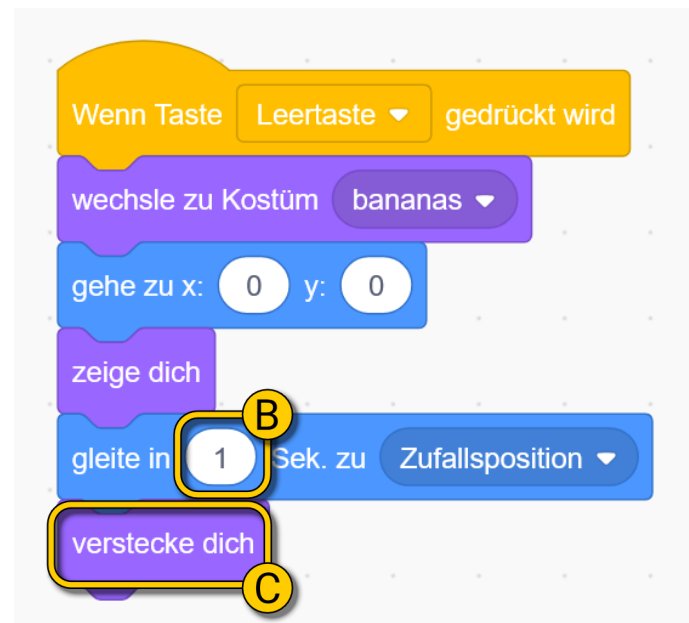 Wenn Taste Leertaste gedrückt wird
wechsle zu Kostüm bananas
gehe zu x: 0 y: 0
zeige dich
B
gleite in 1 Sek. zu Zufallsposition
verstecke dich
C